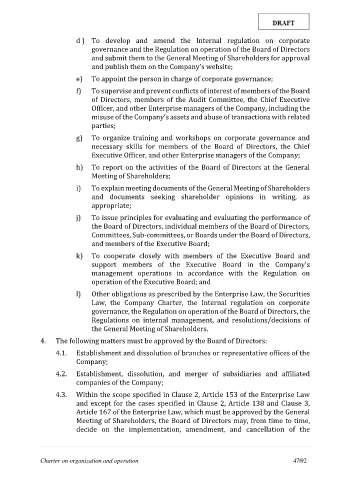 DRAFT
d) To develop and amend the Internal regulation on corporate
governance and the Regulation on operation of the Board of Directors
and submit them to the General Meeting of Shareholders for approval
and publish them on the Company's website;
e) To appoint the person in charge of corporate governance;
f) To supervise and prevent conflicts of interest of members of the Board
of Directors, members of the Audit Committee, the Chief Executive
Officer, and other Enterprise managers of the Company, including the
misuse of the Company's assets and abuse of transactions with related
parties;
g) To organize training and workshops on corporate governance and
necessary skills for members of the Board of Directors, the Chief
Executive Officer, and other Enterprise managers of the Company;
h) To report on the activities of the Board of Directors at the General
Meeting of Shareholders;
i) To explain meeting documents of the General Meeting of Shareholders
and documents seeking shareholder opinions in writing, as
appropriate;
j) To issue principles for evaluating and evaluating the performance of
the Board of Directors, individual members of the Board of Directors,
Committees, Sub-committees, or Boards under the Board of Directors,
and members of the Executive Board;
k) To cooperate closely with members of the Executive Board and
support members of the Executive Board in the Company's
management operations in accordance with the Regulation on
operation of the Executive Board; and
l) Other obligations as prescribed by the Enterprise Law, the Securities
Law, the Company Charter, the Internal regulation on corporate
governance, the Regulation on operation of the Board of Directors, the
Regulations on internal management, and resolutions/decisions of
the General Meeting of Shareholders.
4. The following matters must be approved by the Board of Directors:
4.1. Establishment and dissolution of branches or representative offices of the
Company;
4.2. Establishment, dissolution, and merger of subsidiaries and affiliated
companies of the Company;
4.3. Within the scope specified in Clause 2, Article 153 of the Enterprise Law
and except for the cases specified in Clause 2, Article 138 and Clause 3,
Article 167 of the Enterprise Law, which must be approved by the General
Meeting of Shareholders, the Board of Directors may, from time to time,
decide on the implementation, amendment, and cancellation of the
Charter on organization and operation 47/92